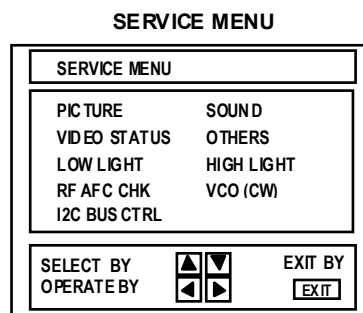 SERVICE MENU
SERVICE MENU
PICTURE SOUND
VIDEO STATUS OTHERS
LOW LIGHT HIGH LIGHT
RF AFC CHK VCO (CW)
I2C BUS CTRL
SELECT BY EXIT BY
OPERATE BY EXIT